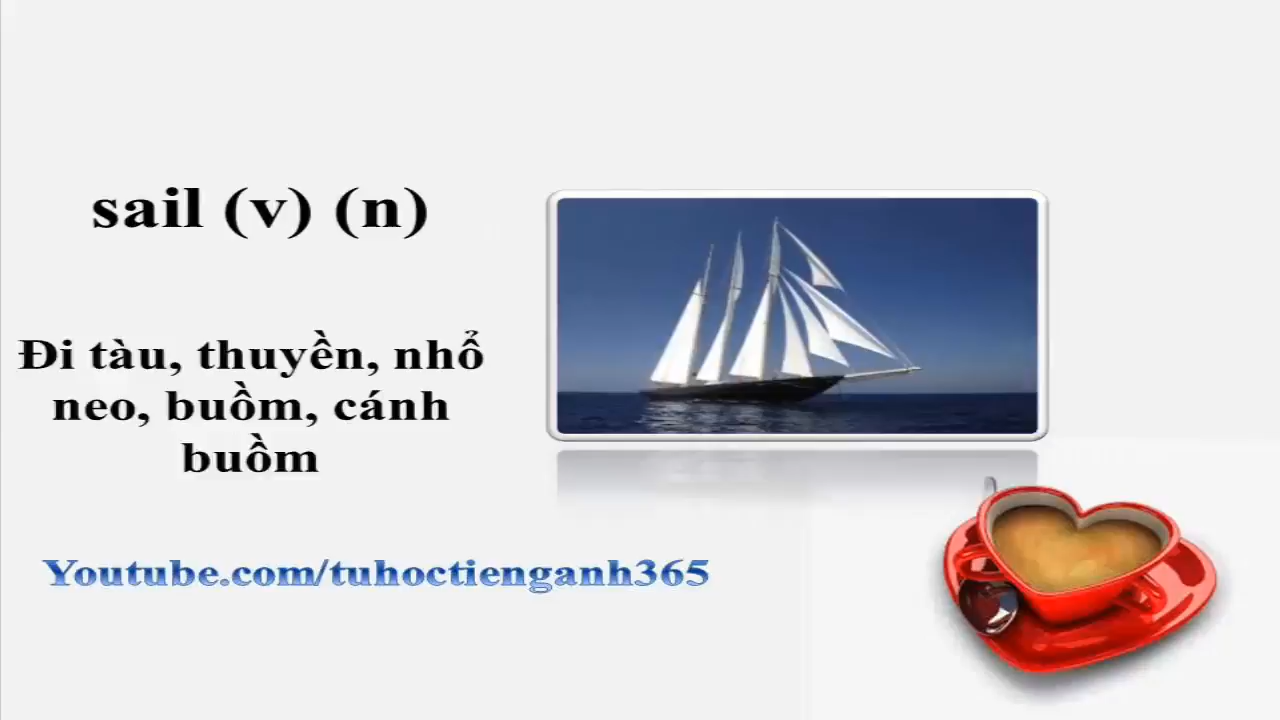 sail (v) (n)
Đi tàu, thuyền, nhổ
neo, buồm, cánh
buồm
Youtube.com/tuhoctienganh365